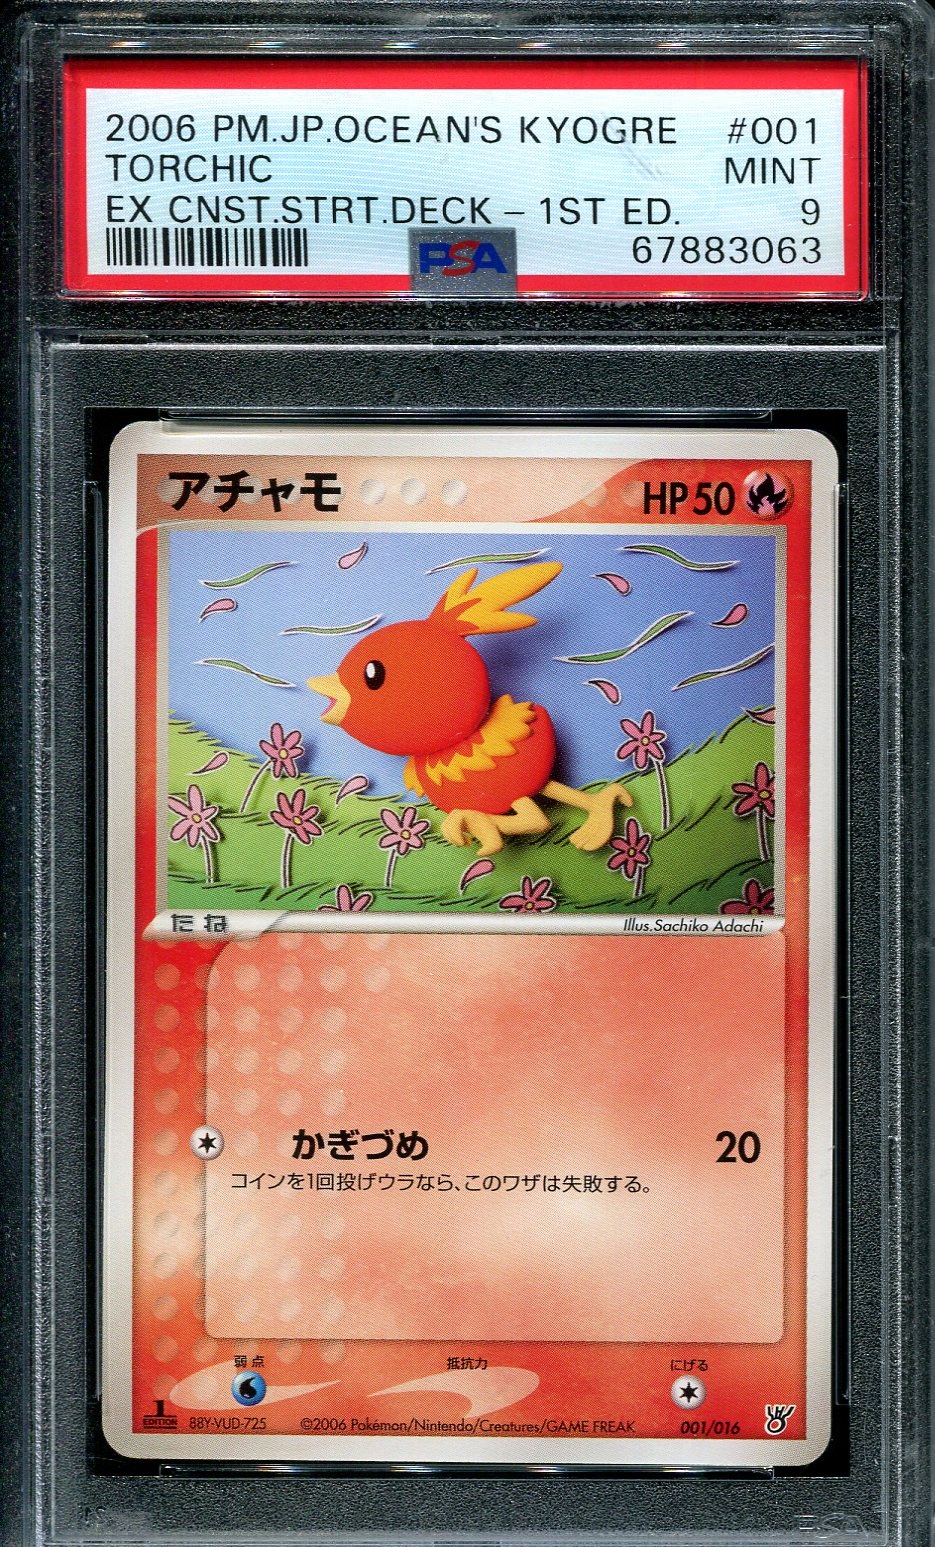 2006 PM.JP.OCEAN'S KYOGRE #001
TORCHIC MINT
EX CNST.STRT.DECK – 1ST ED. 9
PSA 67883063
アチャモ HP50
たね Illus.Sachiko Adachi
かぎづめ 20
コインを1回投げウラなら、このワザは失敗する。
弱点 抵抗力 にげる
1 EDITION 88Y-VUD-725 ©2006 Pokémon/Nintendo/Creatures/GAME FREAK 001/016
PSA